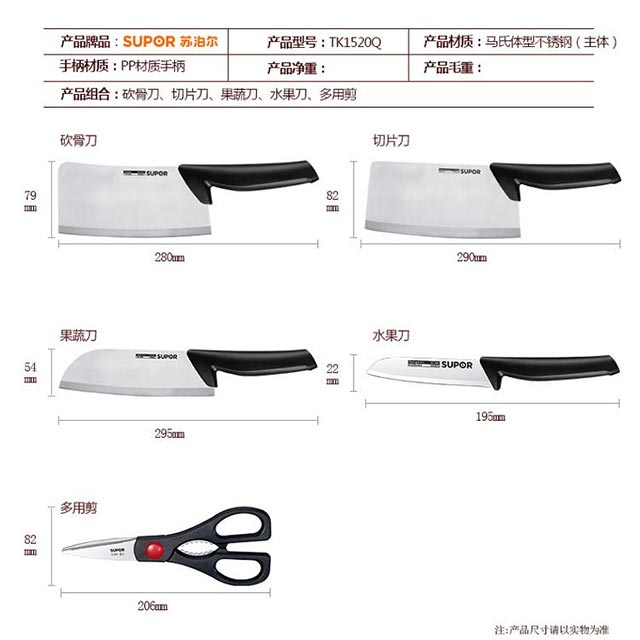 产品品牌：SUPOR 苏泊尔 产品型号：TK1520Q 产品材质：马氏体型不锈钢（主体）
手柄材质：PP材质手柄 产品净重： 产品毛重：
产品组合：砍骨刀、切片刀、果蔬刀、水果刀、多用剪
砍骨刀 切片刀
SUPOR SUPOR
79mm 82mm
280mm 290mm
果蔬刀 水果刀
SUPOR SUPOR
54mm 22mm
295mm 195mm
多用剪
SUPOR
82mm
206mm
注:产品尺寸请以实物为准